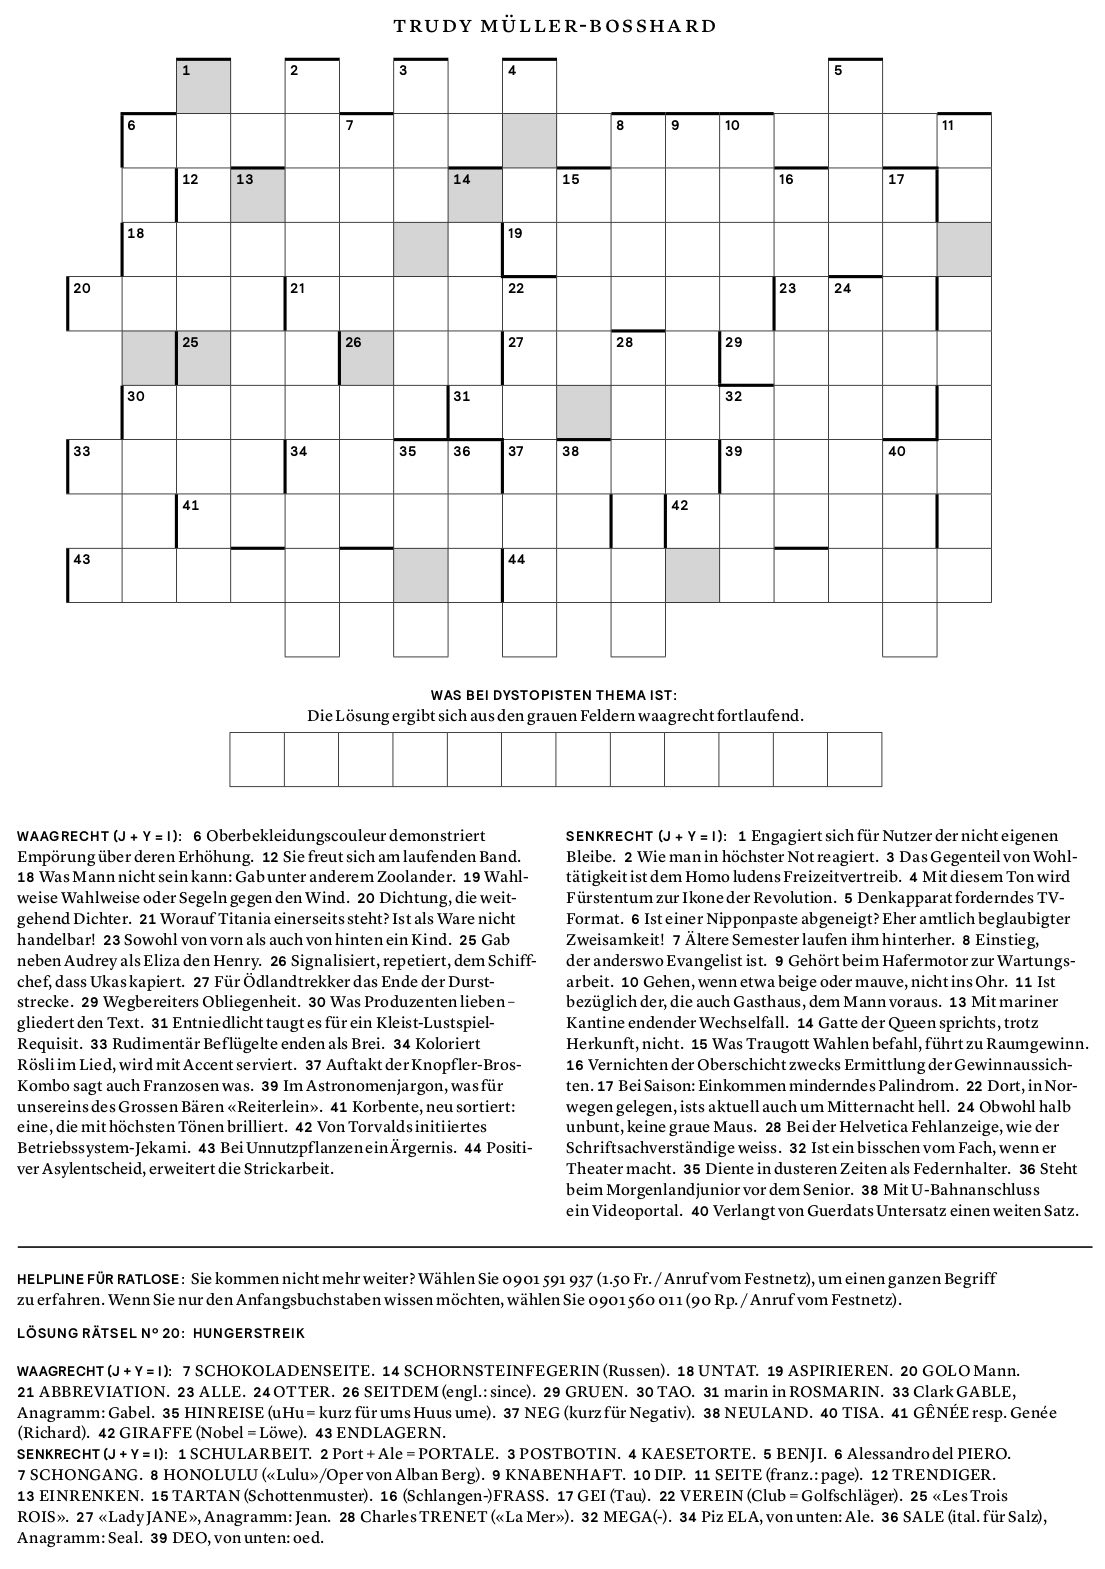 TRUDY MÜLLER-BOSSHARD
1 2 3 4 5
6 7 8 9 10 11
12 13 14 15 16 17
18 19
20 21 22 23 24
25 26 27 28 29
30 31 32
33 34 35 36 37 38 39 40
41 42
43 44
WAS BEI DYSTOPISTEN THEMA IST:
Die Lösung ergibt sich aus den grauen Feldern waagrecht fortlaufend.
WAAGRECHT (J + Y = I): 6 Oberbekleidungscouleur demonstriert
Empörung über deren Erhöhung. 12 Sie freut sich am laufenden Band.
18 Was Mann nicht sein kann: Gab unter anderem Zoolander. 19 Wahl-
weise Wahlweise oder Segeln gegen den Wind. 20 Dichtung, die weit-
gehend Dichter. 21 Worauf Titania einerseits steht? Ist als Ware nicht
handelbar! 23 Sowohl von vorn als auch von hinten ein Kind. 25 Gab
neben Audrey als Eliza den Henry. 26 Signalisiert, repetiert, dem Schiff-
chef, dass Ukas kapiert. 27 Für Ödlandtrekker das Ende der Durst-
strecke. 29 Wegbereiters Obliegenheit. 30 Was Produzenten lieben –
gliedert den Text. 31 Entniedlicht taugt es für ein Kleist-Lustspiel-
Requisit. 33 Rudimentär Beflügelte enden als Brei. 34 Koloriert
Rösli im Lied, wird mit Accent serviert. 37 Auftakt der Knopfler-Bros-
Kombo sagt auch Franzosen was. 39 Im Astronomenjargon, was für
unsereins des Grossen Bären «Reiterlein». 41 Korbente, neu sortiert:
eine, die mit höchsten Tönen brilliert. 42 Von Torvalds initiiertes
Betriebssystem-Jekami. 43 Bei Unnutzpflanzen ein Ärgernis. 44 Positi-
ver Asylentscheid, erweitert die Strickarbeit.
SENKRECHT (J + Y = I): 1 Engagiert sich für Nutzer der nicht eigenen
Bleibe. 2 Wie man in höchster Not reagiert. 3 Das Gegenteil von Wohl-
tätigkeit ist dem Homo ludens Freizeitvertreib. 4 Mit diesem Ton wird
Fürstentum zur Ikone der Revolution. 5 Denkapparat forderndes TV-
Format. 6 Ist einer Nipponpaste abgeneigt? Eher amtlich beglaubigter
Zweisamkeit! 7 Ältere Semester laufen ihm hinterher. 8 Einstieg,
der anderswo Evangelist ist. 9 Gehört beim Hafermotor zur Wartungs-
arbeit. 10 Gehen, wenn etwa beige oder mauve, nicht ins Ohr. 11 Ist
bezüglich der, die auch Gasthaus, dem Mann voraus. 13 Mit mariner
Kantine endender Wechselfall. 14 Gatte der Queen sprichts, trotz
Herkunft, nicht. 15 Was Traugott Wahlen befahl, führt zu Raumgewinn.
16 Vernichten der Oberschicht zwecks Ermittlung der Gewinnaussich-
ten. 17 Bei Saison: Einkommen minderndes Palindrom. 22 Dort, in Nor-
wegen gelegen, ists aktuell auch um Mitternacht hell. 24 Obwohl halb
unbunt, keine graue Maus. 28 Bei der Helvetica Fehlanzeige, wie der
Schriftsachverständige weiss. 32 Ist ein bisschen vom Fach, wenn er
Theater macht. 35 Diente in dusteren Zeiten als Federnhalter. 36 Steht
beim Morgenlandjunior vor dem Senior. 38 Mit U-Bahnanschluss
ein Videoportal. 40 Verlangt von Guerdats Untersatz einen weiten Satz.
HELPLINE FÜR RATLOSE: Sie kommen nicht mehr weiter? Wählen Sie 0901 591 937 (1.50 Fr. / Anruf vom Festnetz), um einen ganzen Begriff
zu erfahren. Wenn Sie nur den Anfangsbuchstaben wissen möchten, wählen Sie 0901 560 011 (90 Rp. / Anruf vom Festnetz).
LÖSUNG RÄTSEL Nº 20: HUNGERSTREIK
WAAGRECHT (J + Y = I): 7 SCHOKOLADENSEITE. 14 SCHORNSTEINFEGERIN (Russen). 18 UNTAT. 19 ASPIRIEREN. 20 GOLO Mann.
21 ABBREVIATION. 23 ALLE. 24 OTTER. 26 SEITDEM (engl.: since). 29 GRUEN. 30 TAO. 31 marin in ROSMARIN. 33 Clark GABLE,
Anagramm: Gabel. 35 HINREISE (uHu = kurz für ums Huus ume). 37 NEG (kurz für Negativ). 38 NEULAND. 40 TISA. 41 GÊNÉE resp. Genée
(Richard). 42 GIRAFFE (Nobel = Löwe). 43 ENDLAGERN.
SENKRECHT (J + Y = I): 1 SCHULARBEIT. 2 Port + Ale = PORTALE. 3 POSTBOTIN. 4 KAESETORTE. 5 BENJI. 6 Alessandro del PIERO.
7 SCHONGANG. 8 HONOLULU («Lulu»/Oper von Alban Berg). 9 KNABENHAFT. 10 DIP. 11 SEITE (franz.: page). 12 TRENDIGER.
13 EINRENKEN. 15 TARTAN (Schottenmuster). 16 (Schlangen-)FRASS. 17 GEI (Tau). 22 VEREIN (Club = Golfschläger). 25 «Les Trois
ROIS». 27 «Lady JANE», Anagramm: Jean. 28 Charles TRENET («La Mer»). 32 MEGA(-). 34 Piz ELA, von unten: Ale. 36 SALE (ital. für Salz),
Anagramm: Seal. 39 DEO, von unten: oed.